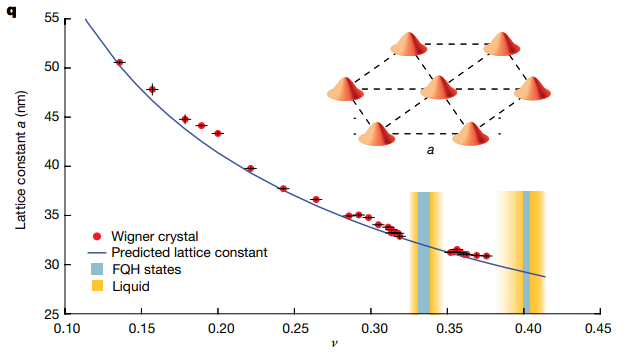 q
55
50
45
40
35
30
25
Lattice constant a (nm)
a
Wigner crystal
Predicted lattice constant
FQH states
Liquid
0.10 0.15 0.20 0.25 0.30 0.35 0.40 0.45
ν